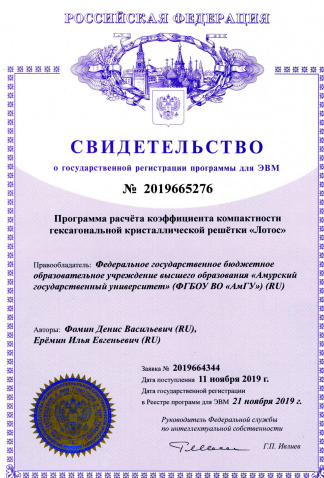 РОССИЙСКАЯ ФЕДЕРАЦИЯ
СВИДЕТЕЛЬСТВО
о государственной регистрации программы для ЭВМ
№ 2019665276
Программа расчёта коэффициента компактности
гексагональной кристаллической решётки «Лотос»
Правообладатель: Федеральное государственное бюджетное
образовательное учреждение высшего образования «Амурский
государственный университет» (ФГБОУ ВО «АмГУ») (RU)
Авторы: Фомин Денис Васильевич (RU),
Ерёмин Илья Евгеньевич (RU)
Заявка № 2019664344
Дата поступления 11 ноября 2019 г.
Дата государственной регистрации
в Реестре программ для ЭВМ 21 ноября 2019 г.
Руководитель Федеральной службы
по интеллектуальной собственности
Г.П. Ивлиев